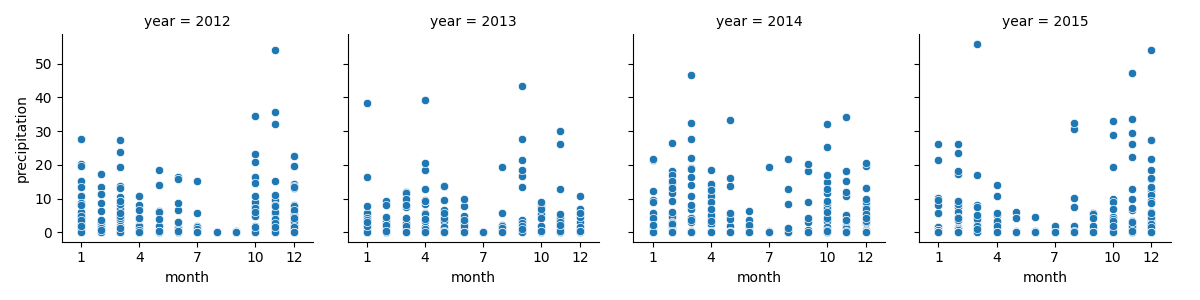 year = 2012
year = 2013
year = 2014
year = 2015
precipitation
50
40
30
20
10
0
1 4 7 10 12
1 4 7 10 12
1 4 7 10 12
1 4 7 10 12
month
month
month
month